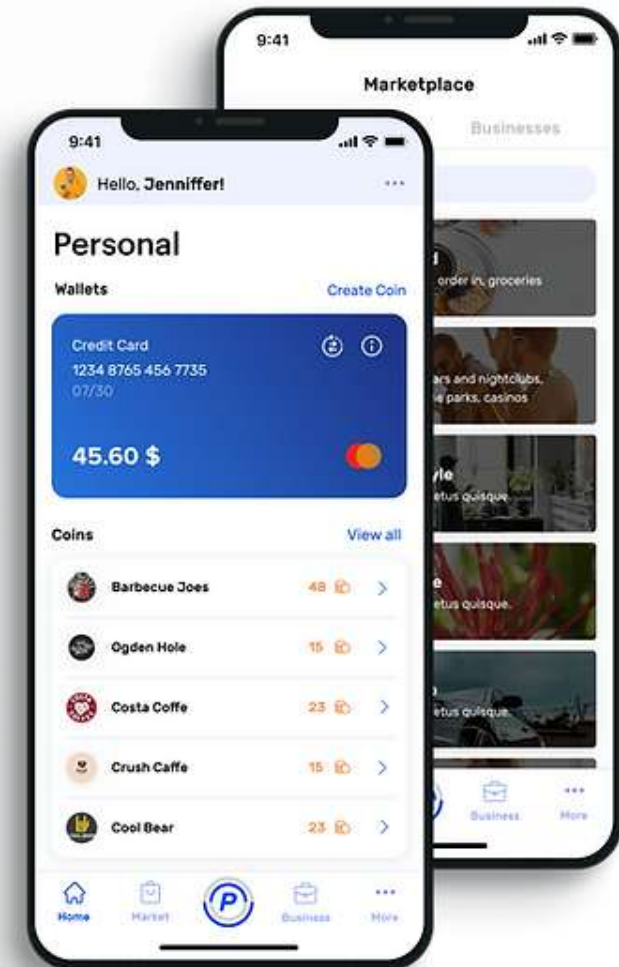 9:41
Hello, Jenniffer!
Personal
Wallets
Create Coin
Credit Card
1234 8765 456 7735
07/30
45.60 $
Coins
View all
Barbecue Joes
48
Ogden Hole
15
Costa Coffe
23
Crush Caffe
15
Cool Bear
23
P
Home
Market
Business
More
9:41
Marketplace
Businesses
order in, groceries
and nightclubs,
parks, casinos
etus quisque.
etus quisque.
etus quisque.
Business
More